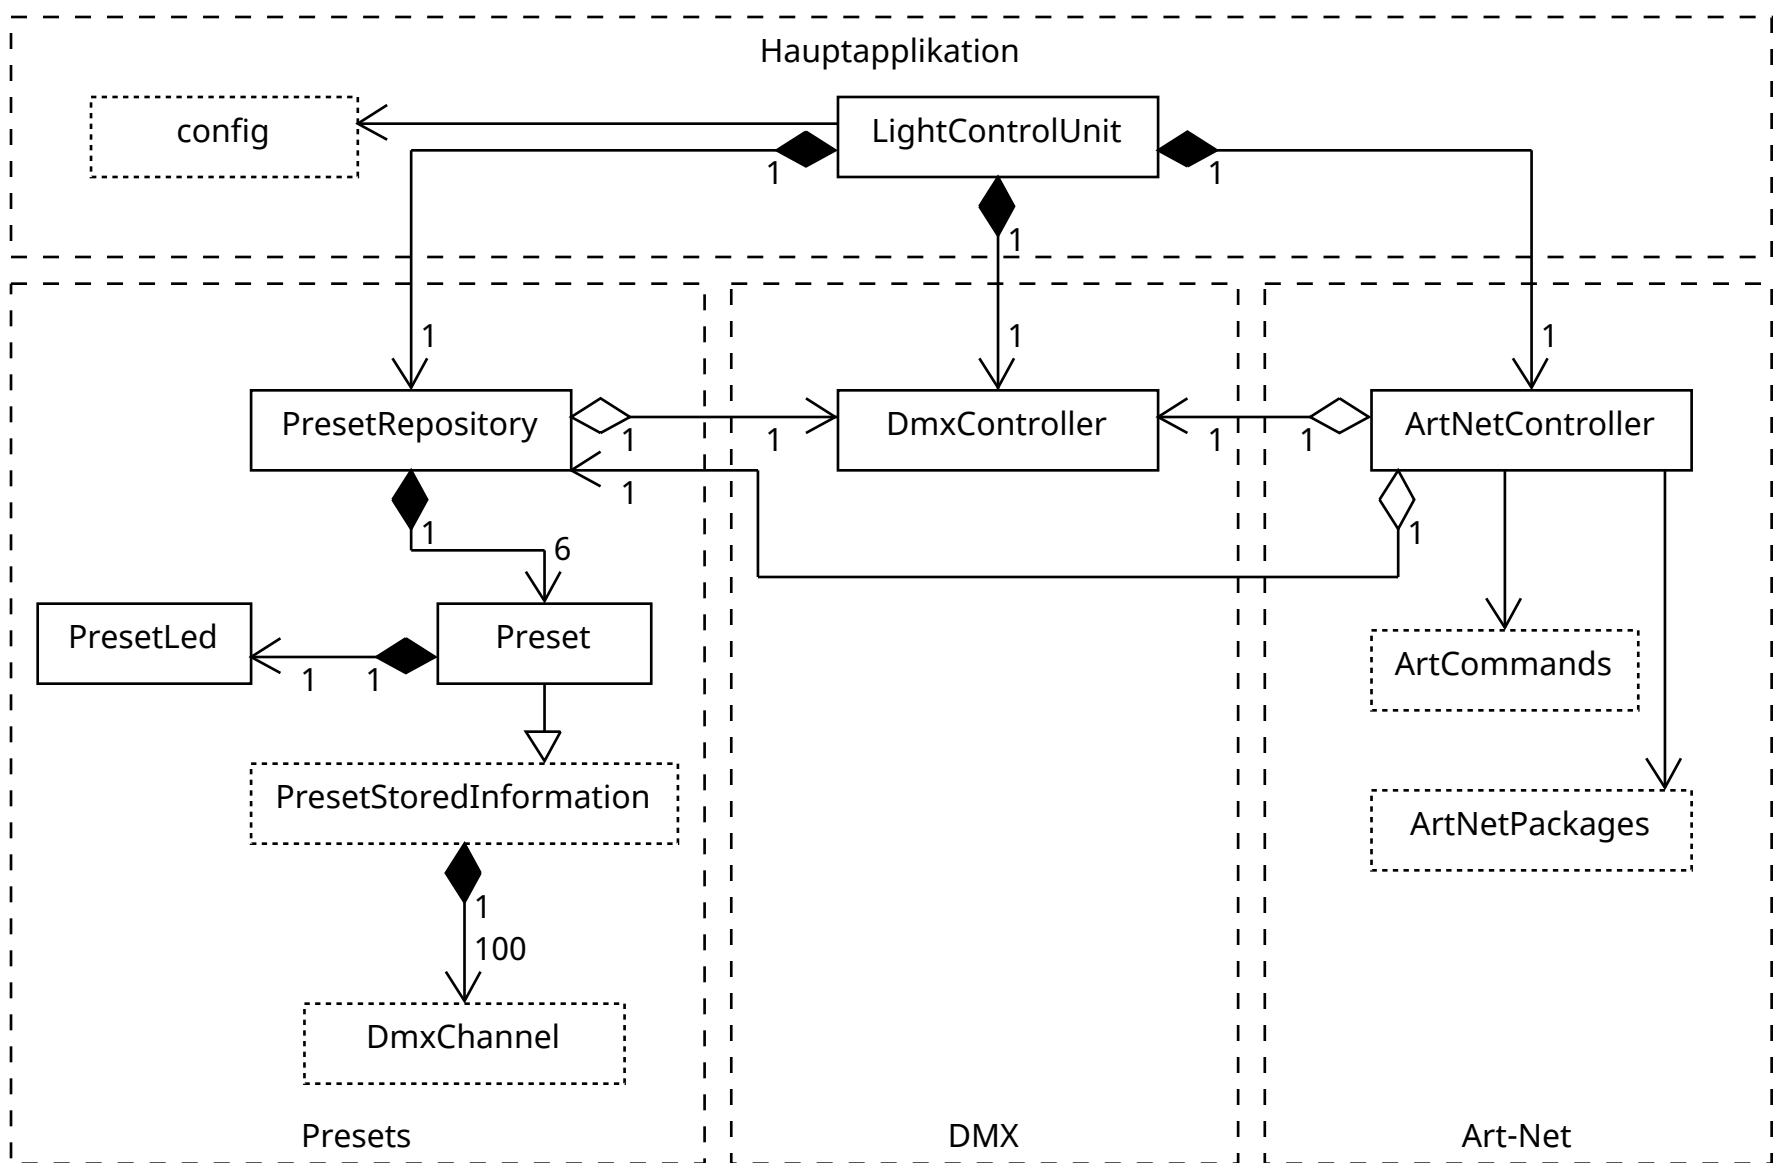 Hauptapplikation
config
LightControlUnit
1
1
1
1
1
1
PresetRepository
DmxController
ArtNetController
1
1
1
1
1
1
1
6
PresetLed
Preset
1
1
ArtCommands
PresetStoredInformation
ArtNetPackages
1
100
DmxChannel
Presets
DMX
Art-Net